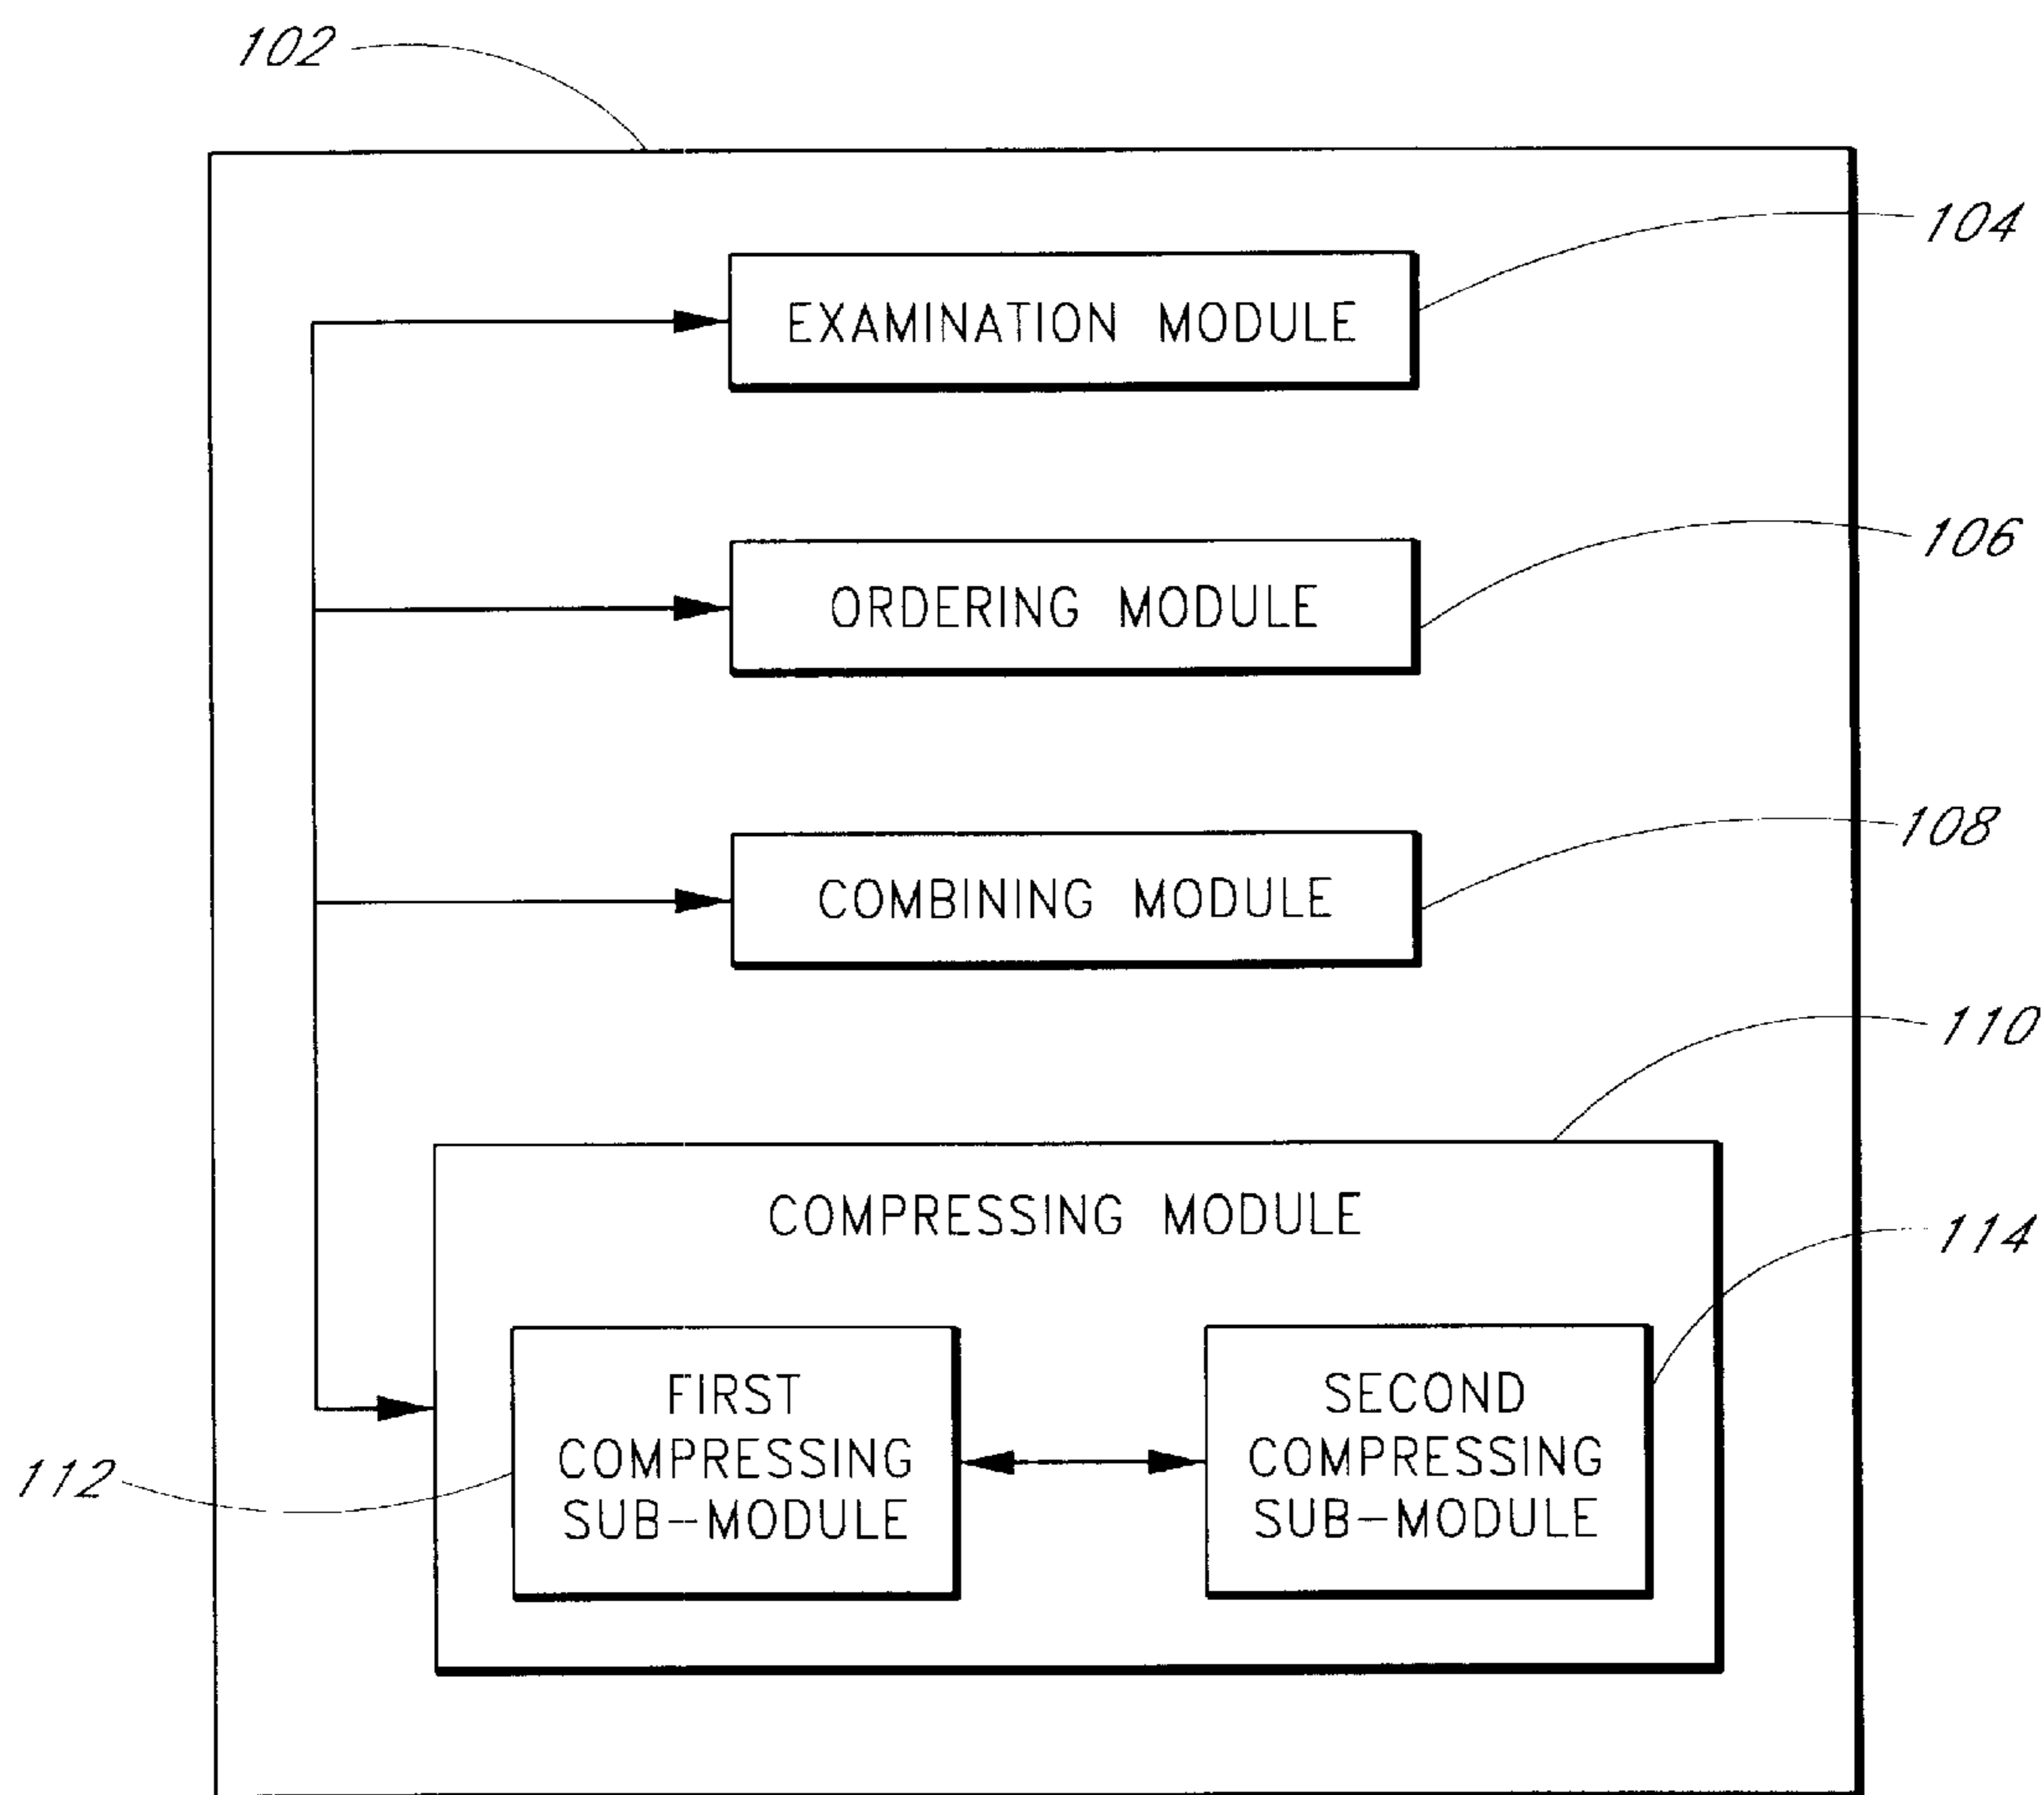 102
104
EXAMINATION MODULE
106
ORDERING MODULE
108
COMBINING MODULE
110
COMPRESSING MODULE
114
FIRST
COMPRESSING
SUB-MODULE
SECOND
COMPRESSING
SUB-MODULE
112